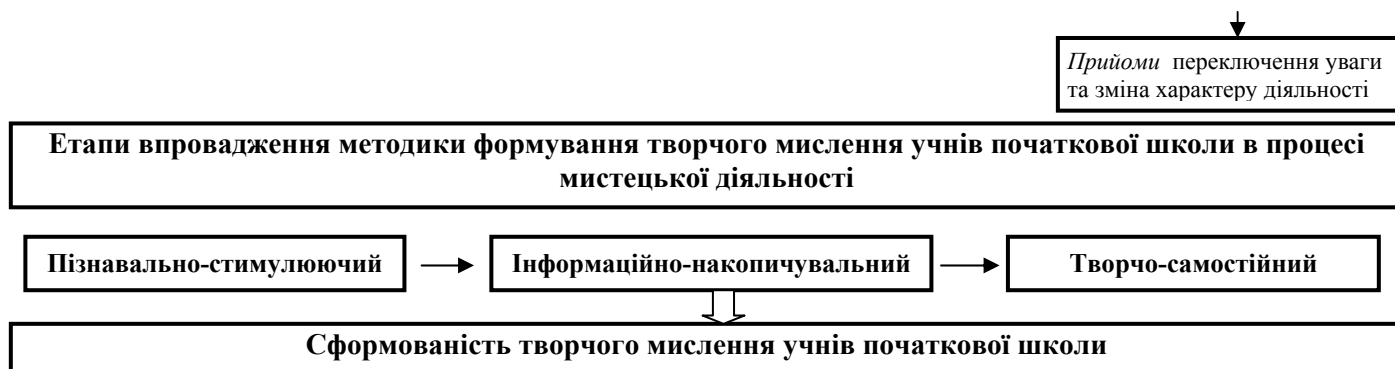 Прийоми переключення уваги
та зміна характеру діяльності
Етапи впровадження методики формування творчого мислення учнів початкової школи в процесі
мистецької діяльності
Пізнавально-стимулюючий
Інформаційно-накопичувальний
Творчо-самостійний
Сформованість творчого мислення учнів початкової школи